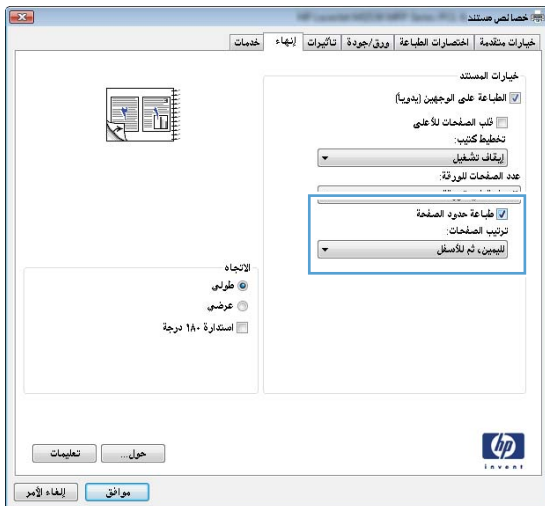 خصائص مستند
خيارات متقدمة
اختصارات الطباعة
ورق/جودة
تأثيرات
إنهاء
خدمات
خيارات المستند
الطباعة على الوجهين (يدوياً)
قلب الصفحات للأعلى
تخطيط كتيب:
إيقاف تشغيل
عدد الصفحات للورقة:
طباعة حدود الصفحة
ترتيب الصفحات:
لليمين، ثم للأسفل
الاتجاه
طولي
عرضي
استدارة ١٨٠ درجة
hp
invent
حول...
تعليمات
موافق
إلغاء الأمر